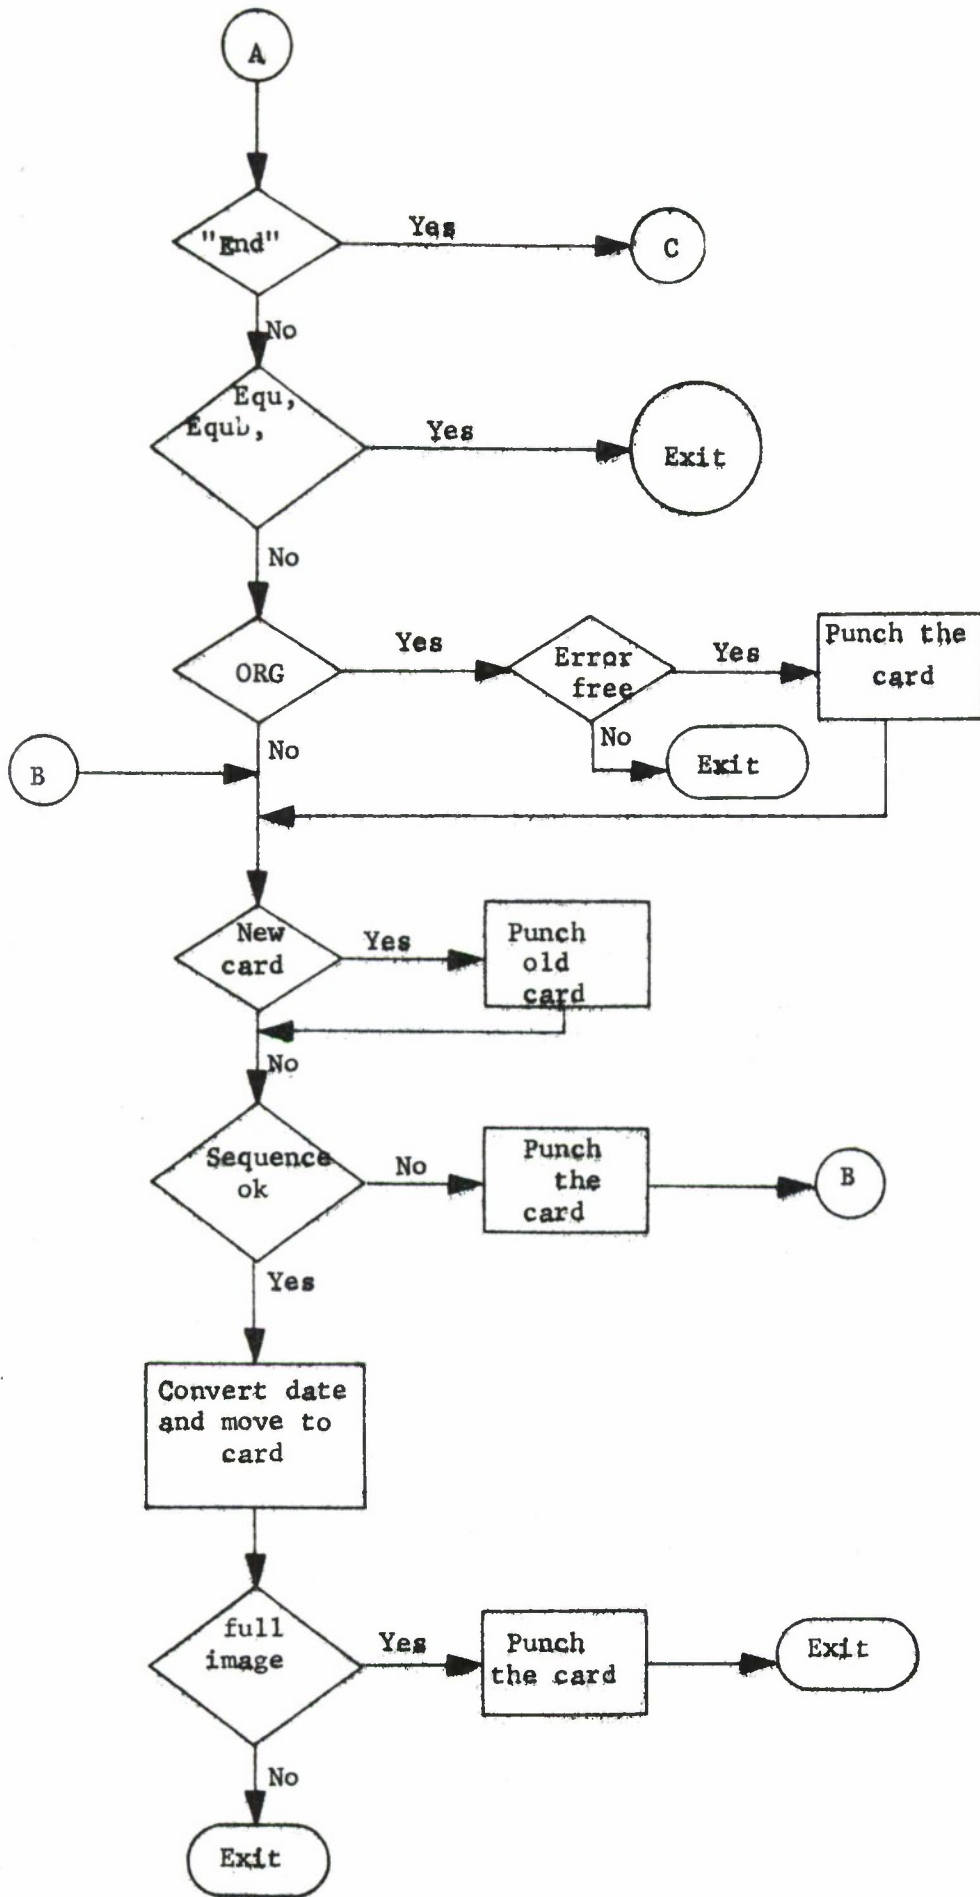 A
"End"
Yes
C
No
Equ,
Equb,
Yes
Exit
No
ORG
Yes
Error
free
Yes
Punch the
card
No
Exit
No
B
New
card
Yes
Punch
old
card
No
Sequence
ok
No
Punch
the
card
B
Yes
Convert date
and move to
card
full
image
Yes
Punch
the card
Exit
No
Exit